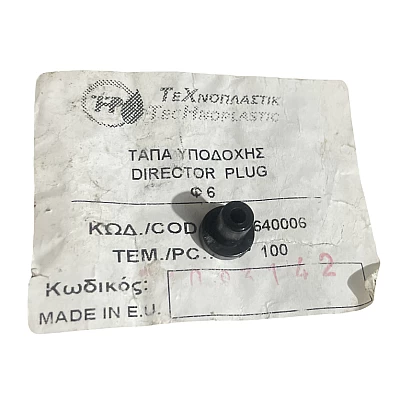 ΤΕΧΝΟΠΛΑΣΤΙΚ
TECHNOPLASTIC
ΤΑΠΑ ΥΠΟΔΟΧΗΣ
DIRECTOR PLUG
Φ 6
ΚΩΔ./COD 640006
ΤΕΜ./PC. 100
Κωδικός:
MADE IN E.U.